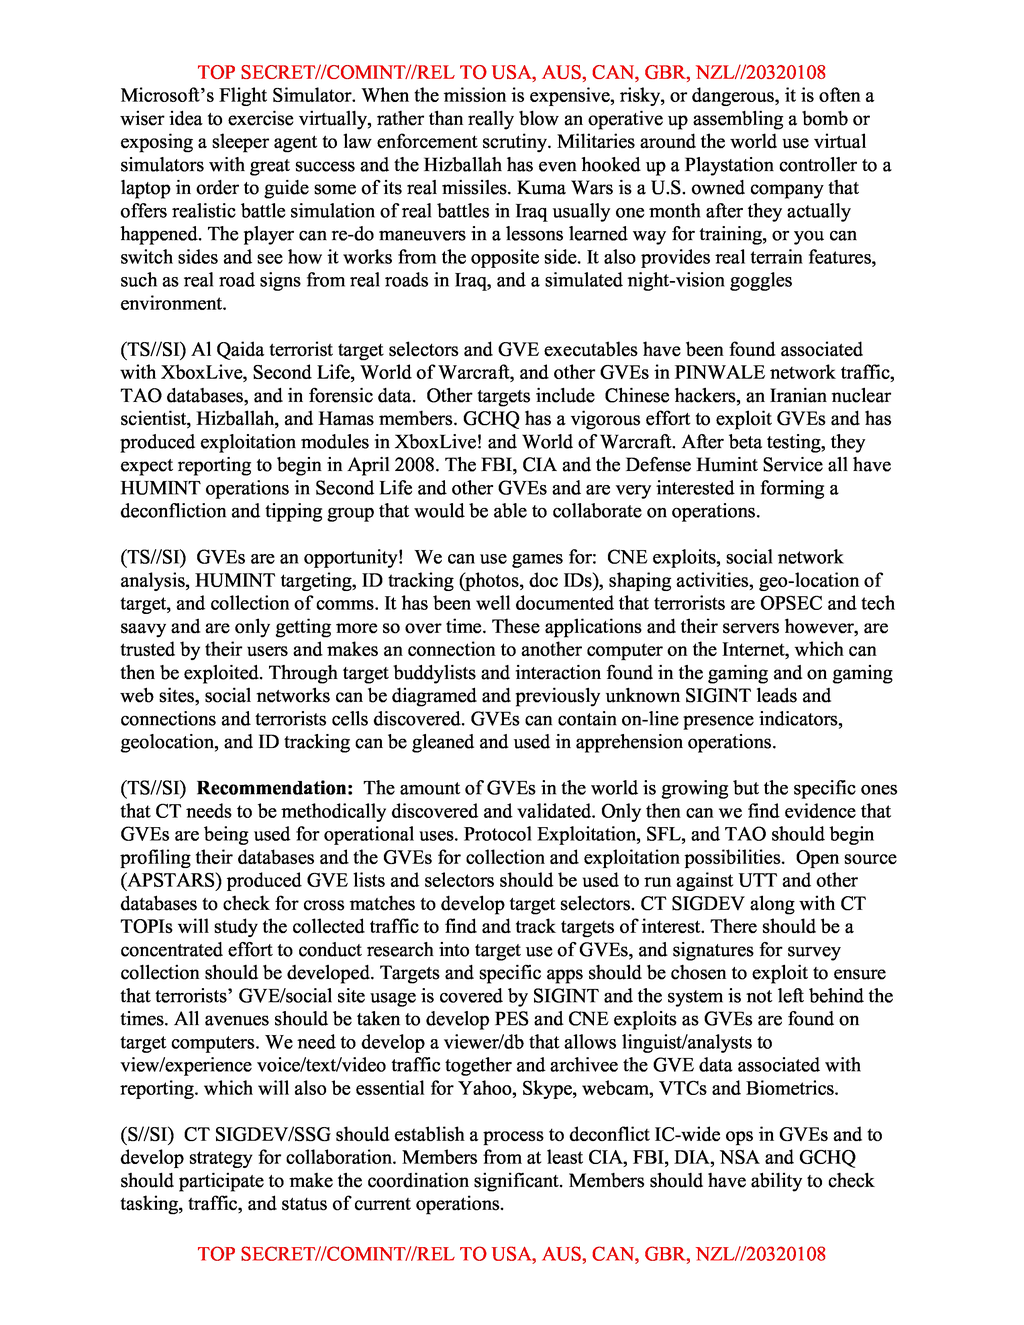 TOP SECRET//COMINT//REL TO USA, AUS, CAN, GBR, NZL//20320108
Microsoft's Flight Simulator. When the mission is expensive, risky, or dangerous, it is often a
wiser idea to exercise virtually, rather than really blow an operative up assembling a bomb or
exposing a sleeper agent to law enforcement scrutiny. Militaries around the world use virtual
simulators with great success and the Hizballah has even hooked up a Playstation controller to a
laptop in order to guide some of its real missiles. Kuma Wars is a U.S. owned company that
offers realistic battle simulation of real battles in Iraq usually one month after they actually
happened. The player can re-do maneuvers in a lessons learned way for training, or you can
switch sides and see how it works from the opposite side. It also provides real terrain features,
such as real road signs from real roads in Iraq, and a simulated night-vision goggles
environment.
(TS//SI) Al Qaida terrorist target selectors and GVE executables have been found associated
with XboxLive, Second Life, World of Warcraft, and other GVEs in PINWALE network traffic,
TAO databases, and in forensic data. Other targets include Chinese hackers, an Iranian nuclear
scientist, Hizballah, and Hamas members. GCHQ has a vigorous effort to exploit GVEs and has
produced exploitation modules in XboxLive! and World of Warcraft. After beta testing, they
expect reporting to begin in April 2008. The FBI, CIA and the Defense Humint Service all have
HUMINT operations in Second Life and other GVEs and are very interested in forming a
deconfliction and tipping group that would be able to collaborate on operations.
(TS//SI) GVEs are an opportunity! We can use games for: CNE exploits, social network
analysis, HUMINT targeting, ID tracking (photos, doc IDs), shaping activities, geo-location of
target, and collection of comms. It has been well documented that terrorists are OPSEC and tech
saavy and are only getting more so over time. These applications and their servers however, are
trusted by their users and makes an connection to another computer on the Internet, which can
then be exploited. Through target buddylists and interaction found in the gaming and on gaming
web sites, social networks can be diagramed and previously unknown SIGINT leads and
connections and terrorists cells discovered. GVEs can contain on-line presence indicators,
geolocation, and ID tracking can be gleaned and used in apprehension operations.
(TS//SI) Recommendation: The amount of GVEs in the world is growing but the specific ones
that CT needs to be methodically discovered and validated. Only then can we find evidence that
GVEs are being used for operational uses. Protocol Exploitation, SFL, and TAO should begin
profiling their databases and the GVEs for collection and exploitation possibilities. Open source
(APSTARS) produced GVE lists and selectors should be used to run against UTT and other
databases to check for cross matches to develop target selectors. CT SIGDEV along with CT
TOPIs will study the collected traffic to find and track targets of interest. There should be a
concentrated effort to conduct research into target use of GVEs, and signatures for survey
collection should be developed. Targets and specific apps should be chosen to exploit to ensure
that terrorists' GVE/social site usage is covered by SIGINT and the system is not left behind the
times. All avenues should be taken to develop PES and CNE exploits as GVEs are found on
target computers. We need to develop a viewer/db that allows linguist/analysts to
view/experience voice/text/video traffic together and archivee the GVE data associated with
reporting. which will also be essential for Yahoo, Skype, webcam, VTCs and Biometrics.
(S//SI) CT SIGDEV/SSG should establish a process to deconflict IC-wide ops in GVEs and to
develop strategy for collaboration. Members from at least CIA, FBI, DIA, NSA and GCHQ
should participate to make the coordination significant. Members should have ability to check
tasking, traffic, and status of current operations.
TOP SECRET//COMINT//REL TO USA, AUS, CAN, GBR, NZL//20320108